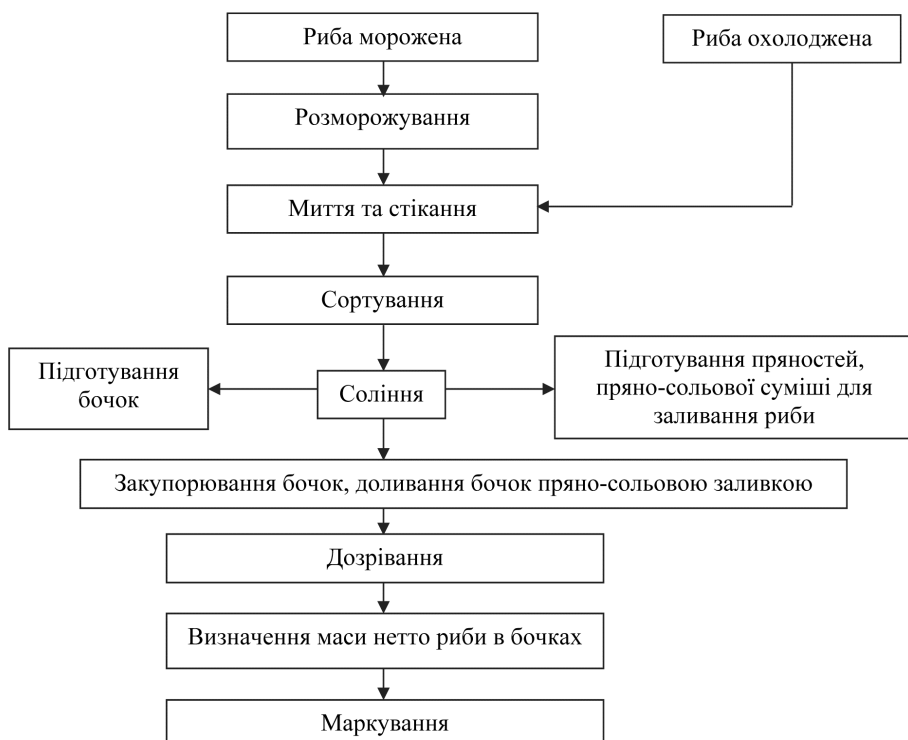 Риба морожена
Риба охолоджена
Розморожування
Миття та стікання
Сортування
Підготування
бочок
Соління
Підготування пряностей,
пряно-сольової суміші для
заливання риби
Закупорювання бочок, доливання бочок пряно-сольовою заливкою
Дозрівання
Визначення маси нетто риби в бочках
Маркування